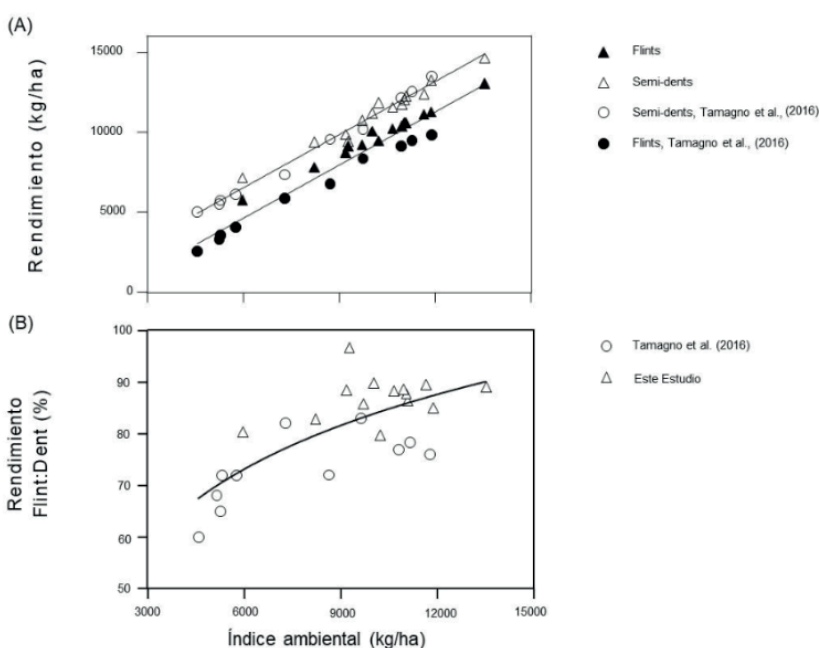 (A)
Rendimiento (kg/ha)
15000
10000
5000
0
Flints
Semi-dents
Semi-dents, Tamagno et al., (2016)
Flints, Tamagno et al., (2016)
(B)
Rendimiento
Flint:Dent (%)
100
90
80
70
60
50
Tamagno et al. (2016)
Este Estudio
3000 6000 9000 12000 15000
Índice ambiental (kg/ha)